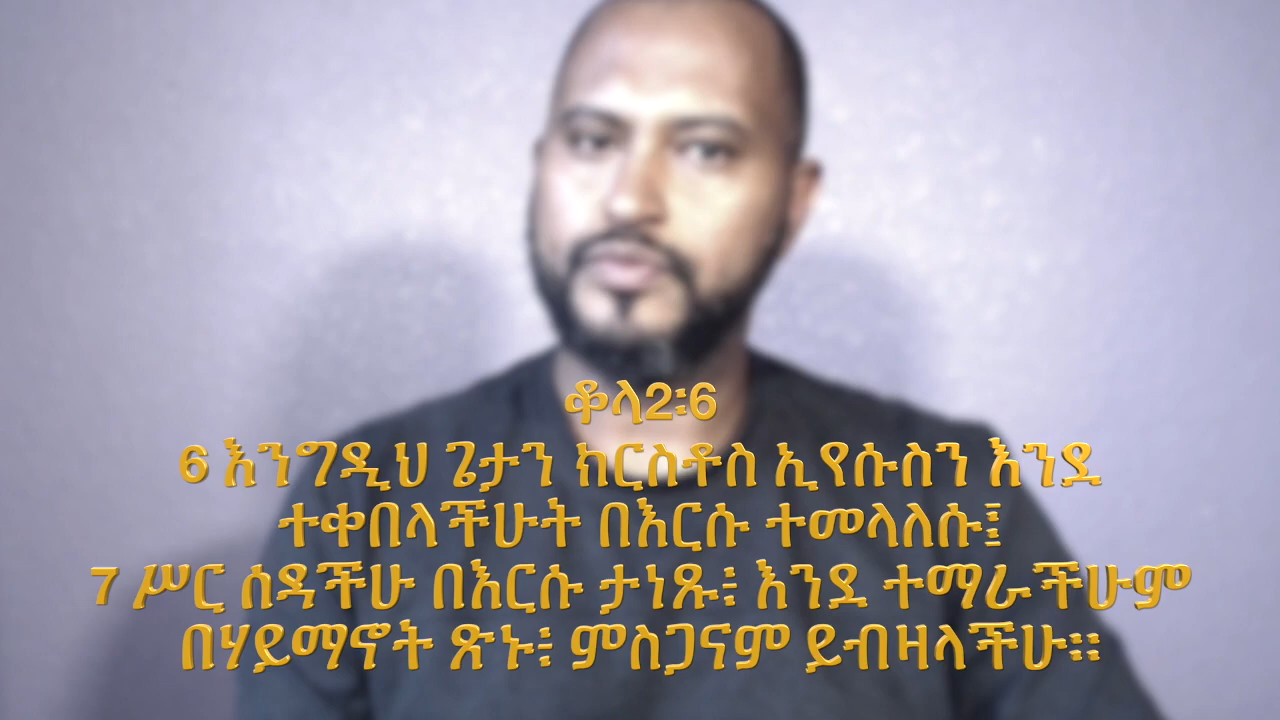 ቆላ2፥6
6 እንግዲህ ጌታን ክርስቶስ ኢየሱስን እንደ
ተቀበላችሁት በእርሱ ተመላለሱ፤
7 ሥር ሰዳችሁ በእርሱ ታነጹ፥ እንደ ተማራችሁም
በሃይማኖት ጽኑ፥ ምስጋናም ይብዛላችሁ።